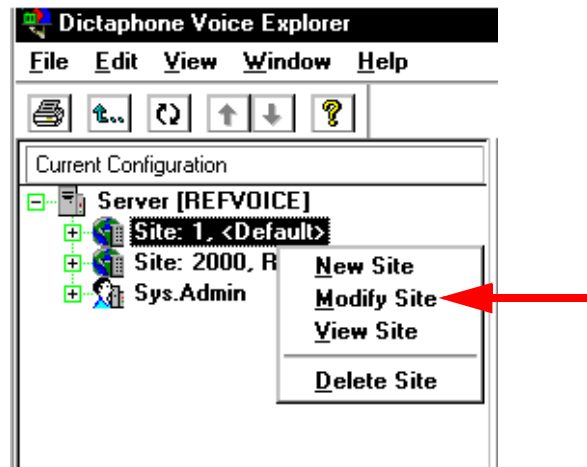 Dictaphone Voice Explorer
File Edit View Window Help
Current Configuration
Server [REFVOICE]
Site: 1, <Default>
Site: 2000, R
Sys.Admin
New Site
Modify Site
View Site
Delete Site